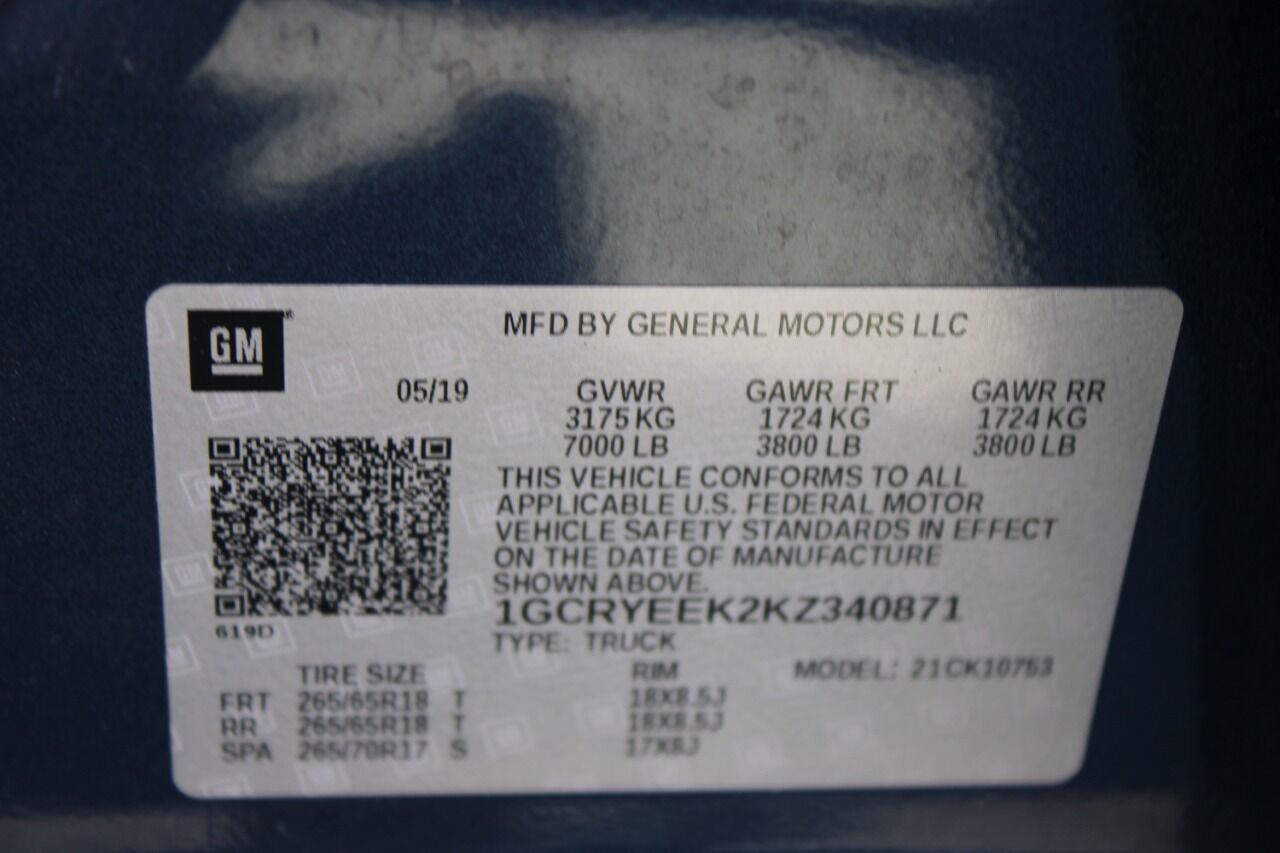 GM
MFD BY GENERAL MOTORS LLC
05/19 GVWR GAWR FRT GAWR RR
3175 KG 1724 KG 1724 KG
7000 LB 3800 LB 3800 LB
THIS VEHICLE CONFORMS TO ALL
APPLICABLE U.S. FEDERAL MOTOR
VEHICLE SAFETY STANDARDS IN EFFECT
ON THE DATE OF MANUFACTURE
SHOWN ABOVE.
1GCRYEEK2KZ340871
619D
TYPE: TRUCK
TIRE SIZE RIM MODEL: 21CK10753
FRT 265/65R18 T 18X8.5J
RR 265/65R18 T 18X8.5J
SPA 265/70R17 S 17X8J